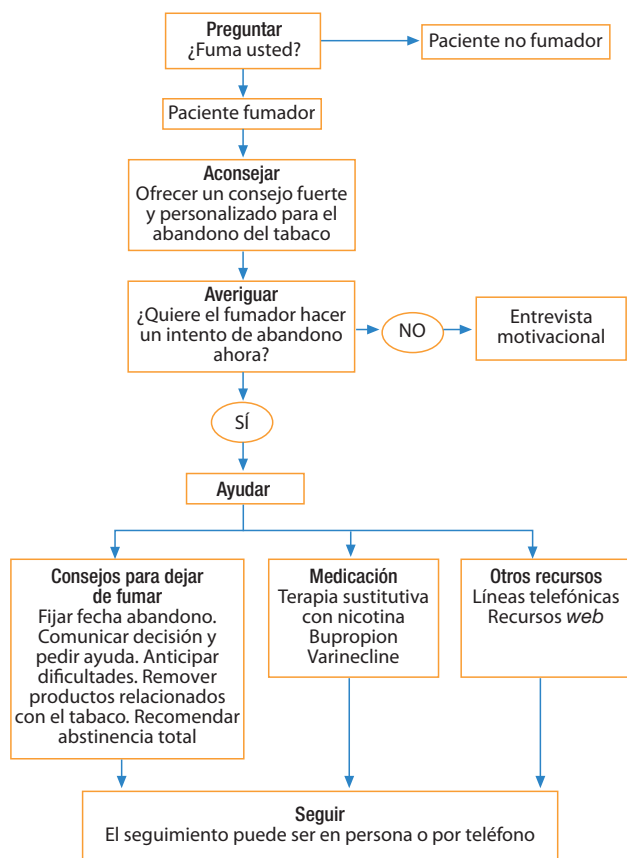 Preguntar
¿Fuma usted?
Paciente no fumador
Paciente fumador
Aconsejar
Ofrecer un consejo fuerte
y personalizado para el
abandono del tabaco
Averiguar
¿Quiere el fumador hacer
un intento de abandono
ahora?
NO
Entrevista
motivacional
SÍ
Ayudar
Consejos para dejar
de fumar
Fijar fecha abandono.
Comunicar decisión y
pedir ayuda. Anticipar
dificultades. Remover
productos relacionados
con el tabaco. Recomendar
abstinencia total
Medicación
Terapia sustitutiva
con nicotina
Bupropion
Varinecline
Otros recursos
Líneas telefónicas
Recursos web
Seguir
El seguimiento puede ser en persona o por teléfono